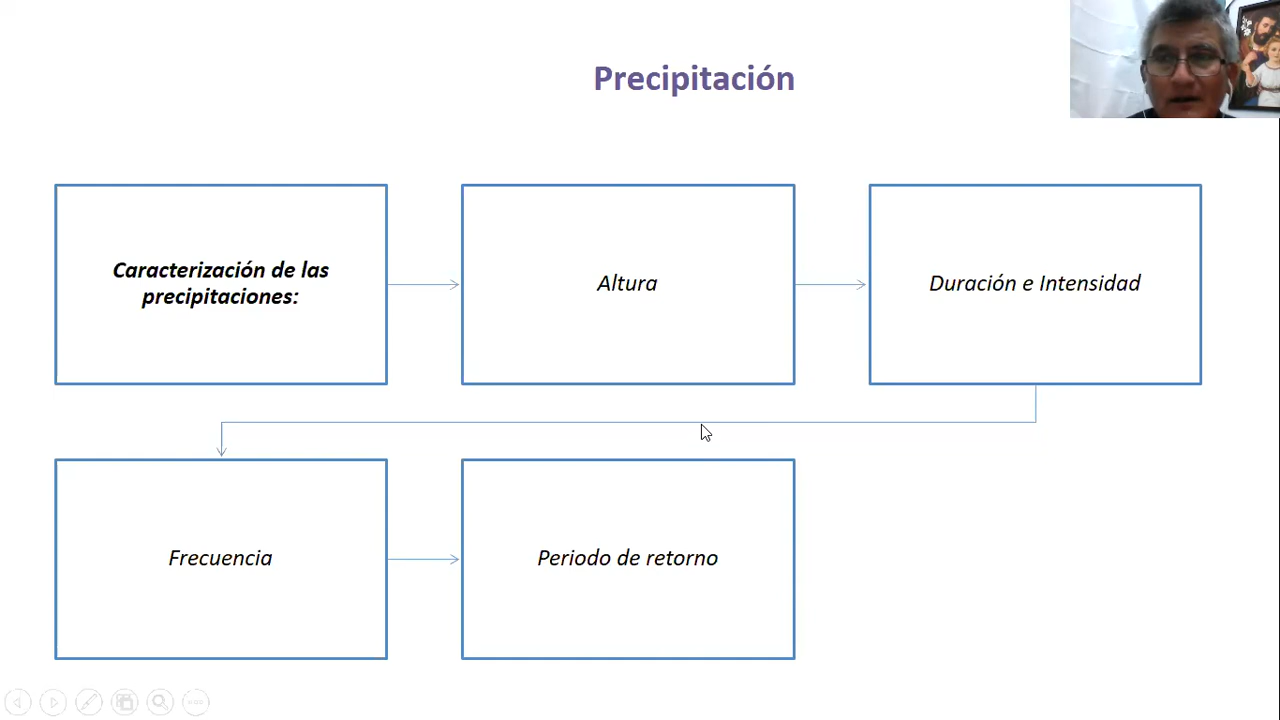 Precipitación
Caracterización de las
precipitaciones:
Altura
Duración e Intensidad
Frecuencia
Periodo de retorno